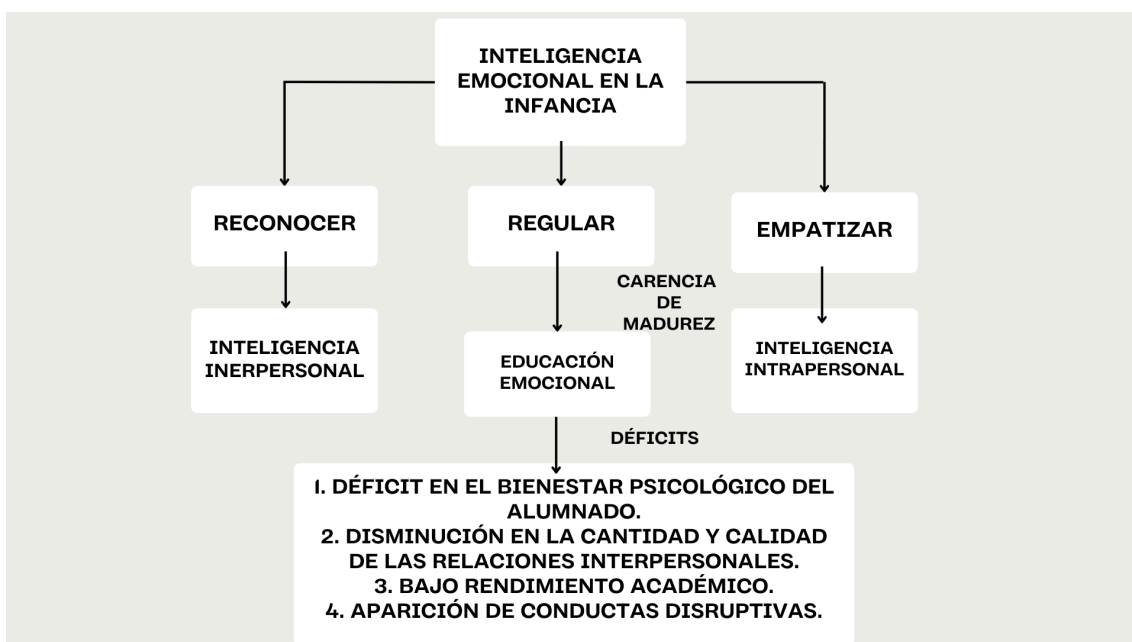 INTELIGENCIA
EMOCIONAL EN LA
INFANCIA
RECONOCER
REGULAR
EMPATIZAR
CARENCIA
DE
MADUREZ
INTELIGENCIA
INERPERSONAL
EDUCACIÓN
EMOCIONAL
INTELIGENCIA
INTRAPERSONAL
DÉFICITS
1. DÉFICIT EN EL BIENESTAR PSICOLÓGICO DEL
ALUMNADO.
2. DISMINUCIÓN EN LA CANTIDAD Y CALIDAD
DE LAS RELACIONES INTERPERSONALES.
3. BAJO RENDIMIENTO ACADÉMICO.
4. APARICIÓN DE CONDUCTAS DISRUPTIVAS.